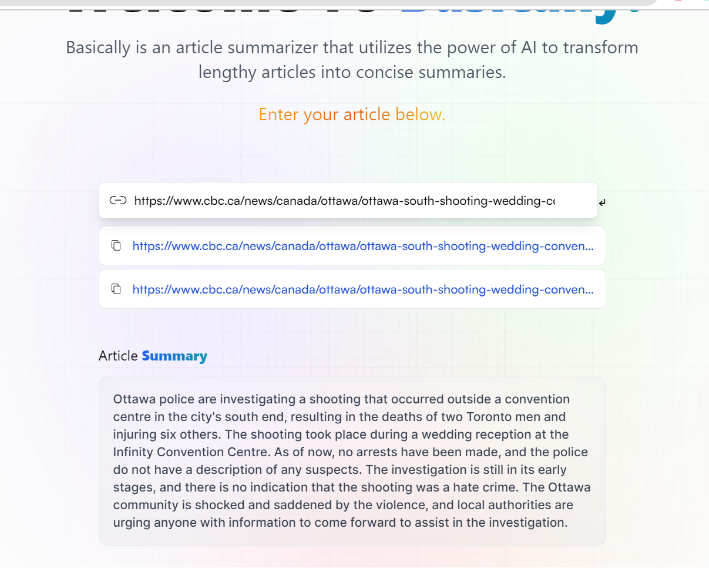 Basically is an article summarizer that utilizes the power of AI to transform
lengthy articles into concise summaries.
Enter your article below.
https://www.cbc.ca/news/canada/ottawa/ottawa-south-shooting-wedding-c
https://www.cbc.ca/news/canada/ottawa/ottawa-south-shooting-wedding-conven...
https://www.cbc.ca/news/canada/ottawa/ottawa-south-shooting-wedding-conven...
Article Summary
Ottawa police are investigating a shooting that occurred outside a convention
centre in the city's south end, resulting in the deaths of two Toronto men and
injuring six others. The shooting took place during a wedding reception at the
Infinity Convention Centre. As of now, no arrests have been made, and the police
do not have a description of any suspects. The investigation is still in its early
stages, and there is no indication that the shooting was a hate crime. The Ottawa
community is shocked and saddened by the violence, and local authorities are
urging anyone with information to come forward to assist in the investigation.